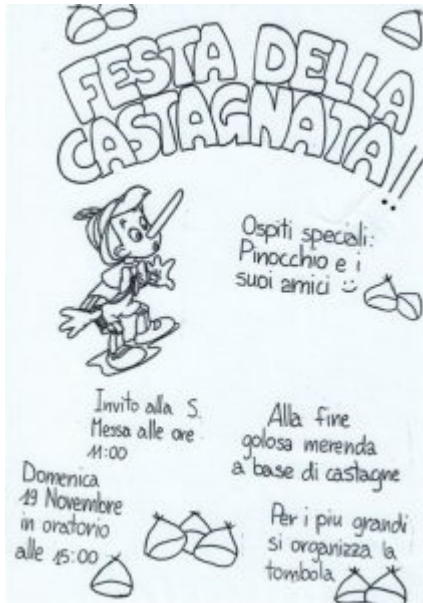 FESTA DELLA
CASTAGNATA!!
Ospiti speciali:
Pinocchio e i
suoi amici :)
Invito alla S.
Messa alle ore
11:00
Alla fine
golosa merenda
a base di castagne
Domenica
19 Novembre
in oratorio
alle 15:00
Per i piu grandi
si organizza la
tombola